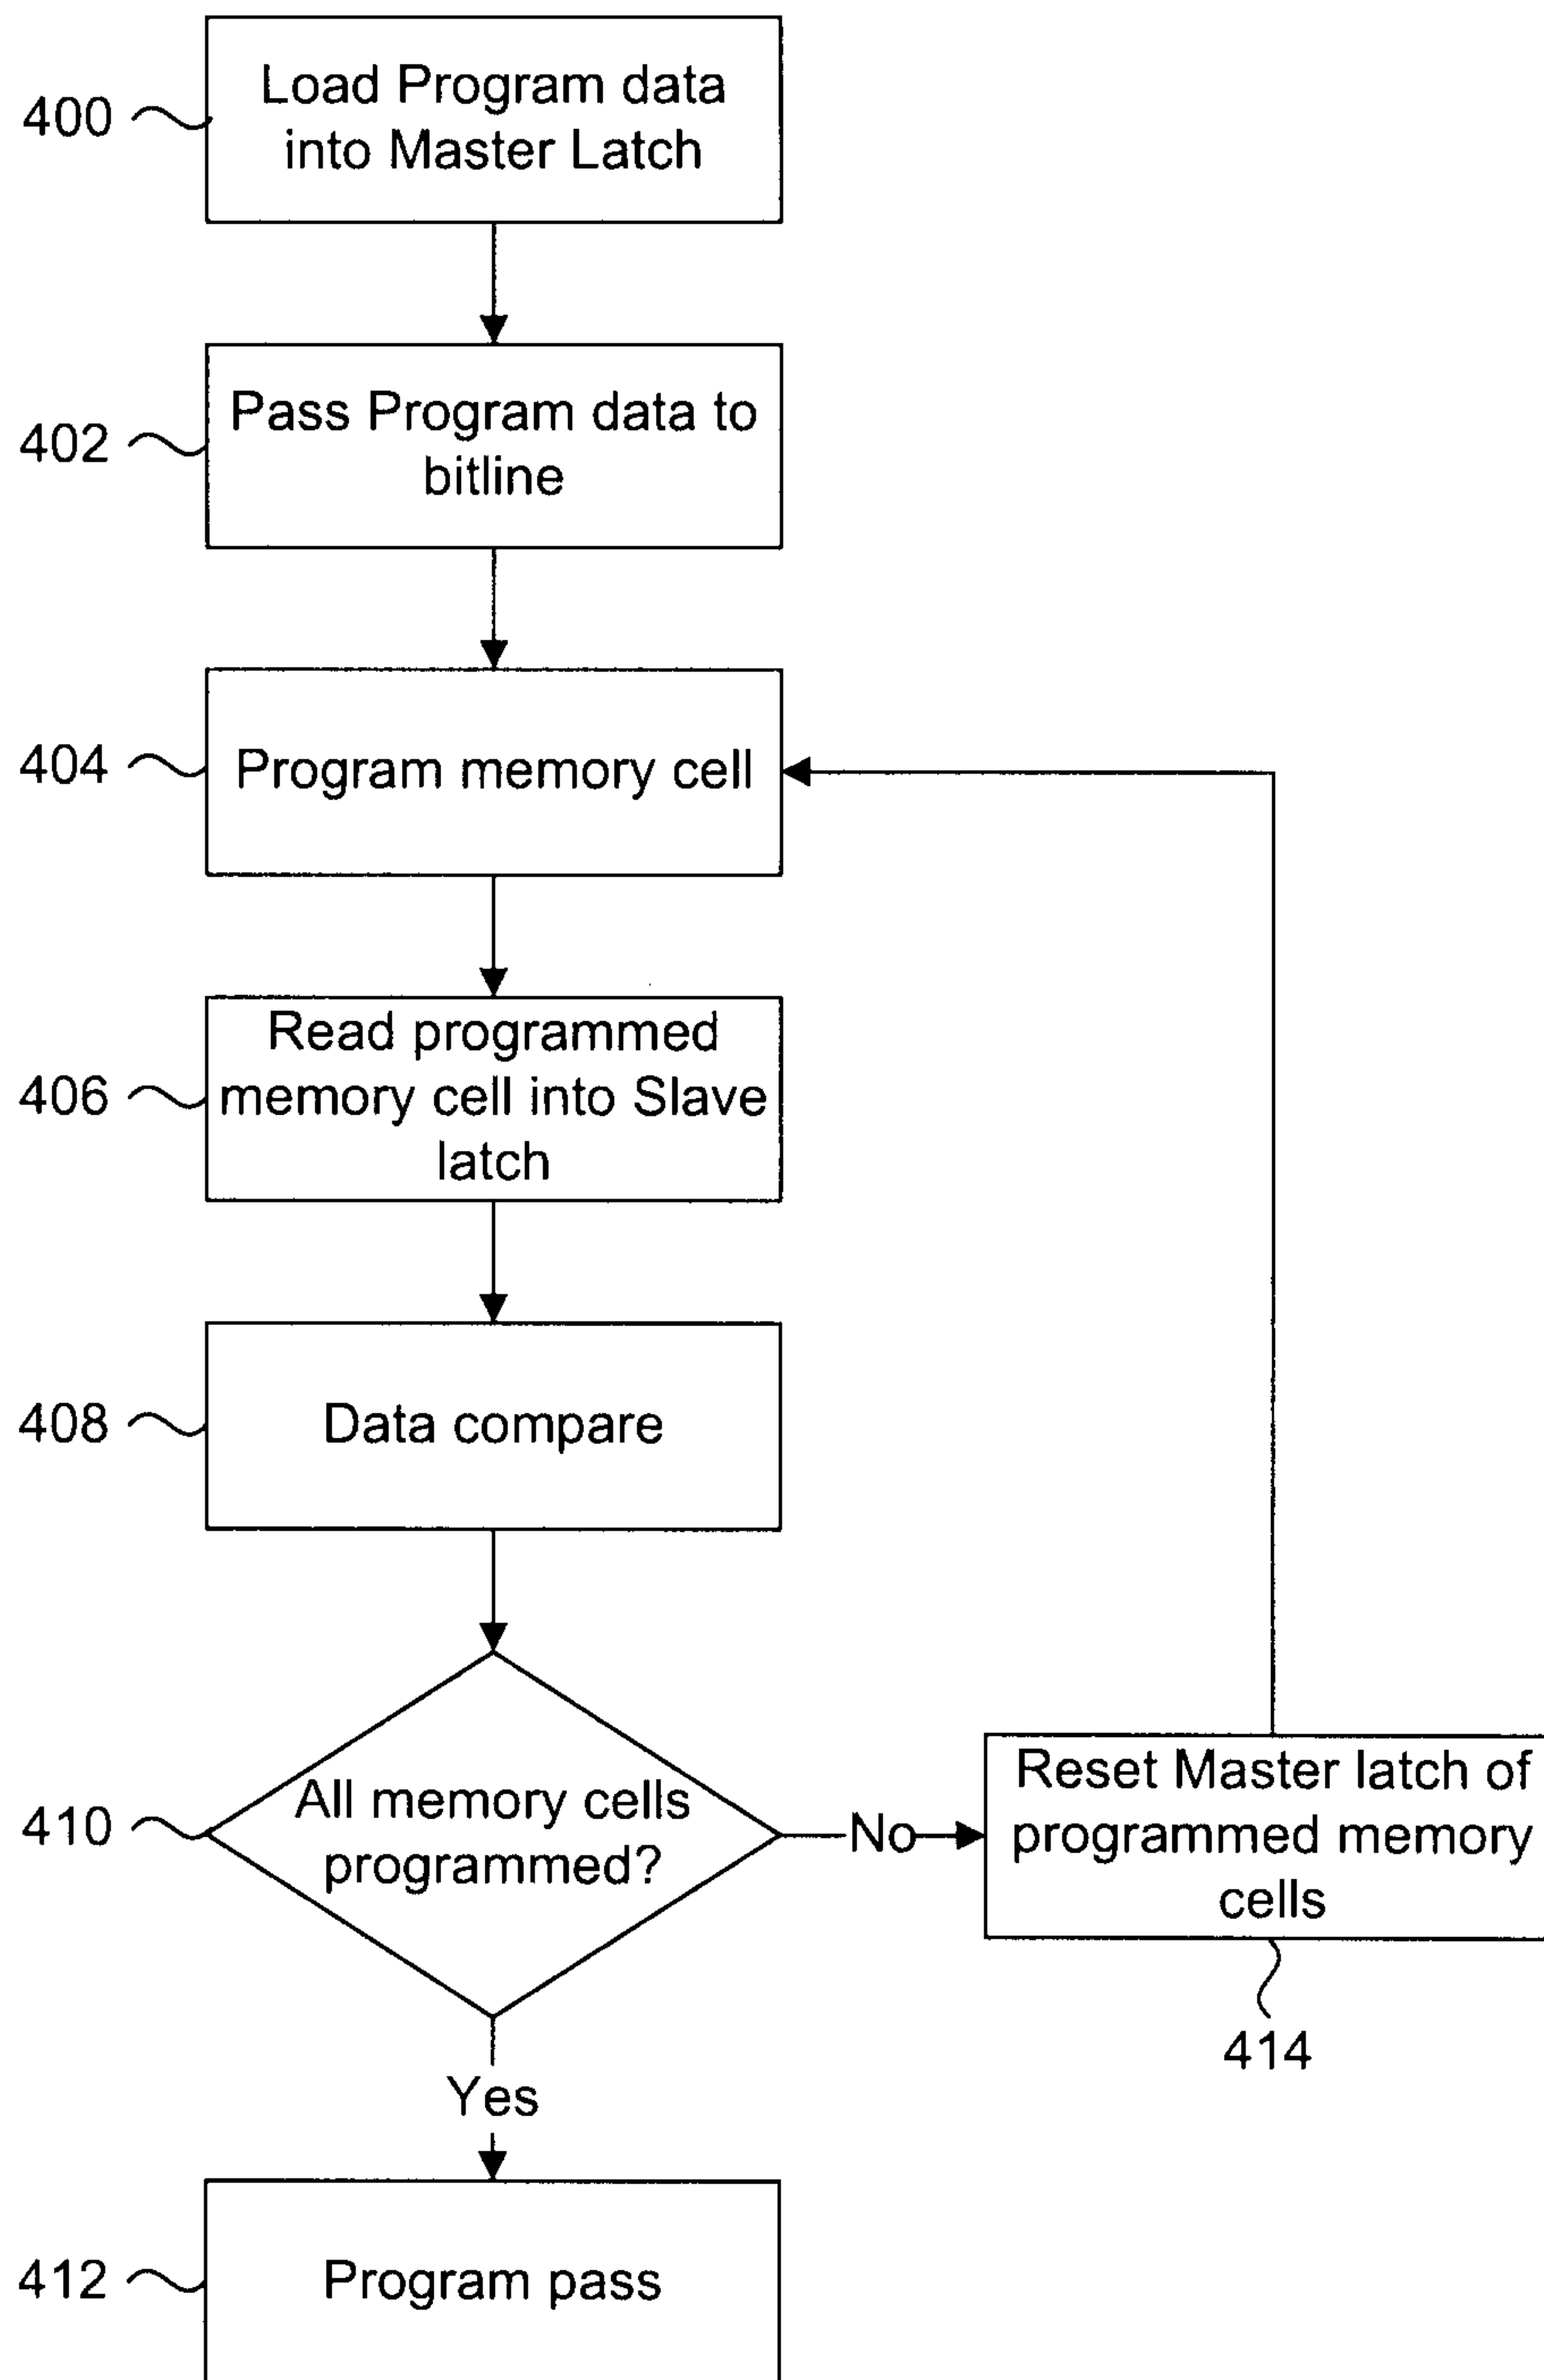 400
Load Program data
into Master Latch
402
Pass Program data to
bitline
404
Program memory cell
406
Read programmed
memory cell into Slave
latch
408
Data compare
410
All memory cells
programmed?
No
Reset Master latch of
programmed memory
cells
414
Yes
412
Program pass